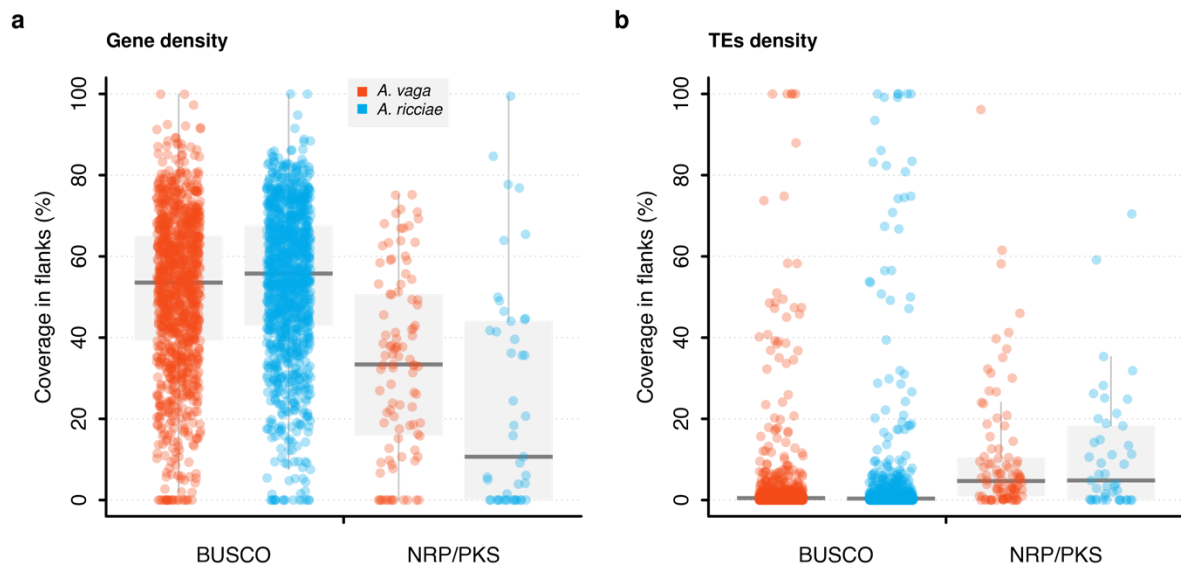 a
Gene density
Coverage in flanks (%)
100
80
60
40
20
0
A. vaga
A. ricciae
BUSCO
NRP/PKS
b
TEs density
Coverage in flanks (%)
100
80
60
40
20
0
BUSCO
NRP/PKS